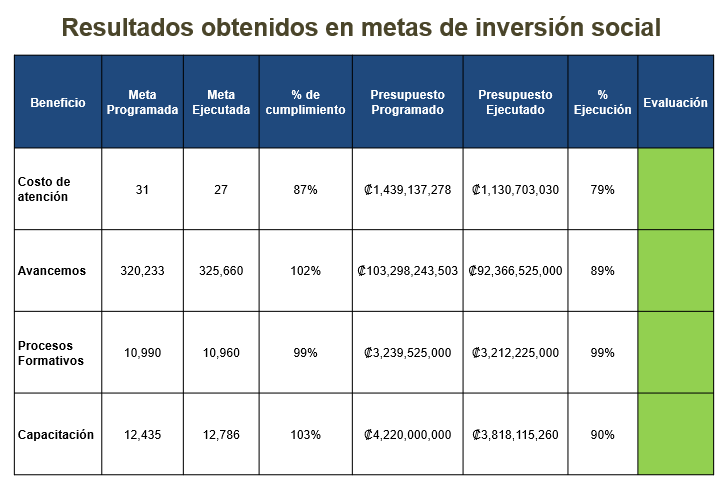 Resultados obtenidos en metas de inversión social
Beneficio
Meta
Programada
Meta
Ejecutada
% de
cumplimiento
Presupuesto
Programado
Presupuesto
Ejecutado
%
Ejecución
Evaluación
Costo de
atención
31
27
87%
₡1,439,137,278
₡1,130,703,030
79%
Avancemos
320,233
325,660
102%
₡103,298,243,503
₡92,366,525,000
89%
Procesos
Formativos
10,990
10,960
99%
₡3,239,525,000
₡3,212,225,000
99%
Capacitación
12,435
12,786
103%
₡4,220,000,000
₡3,818,115,260
90%